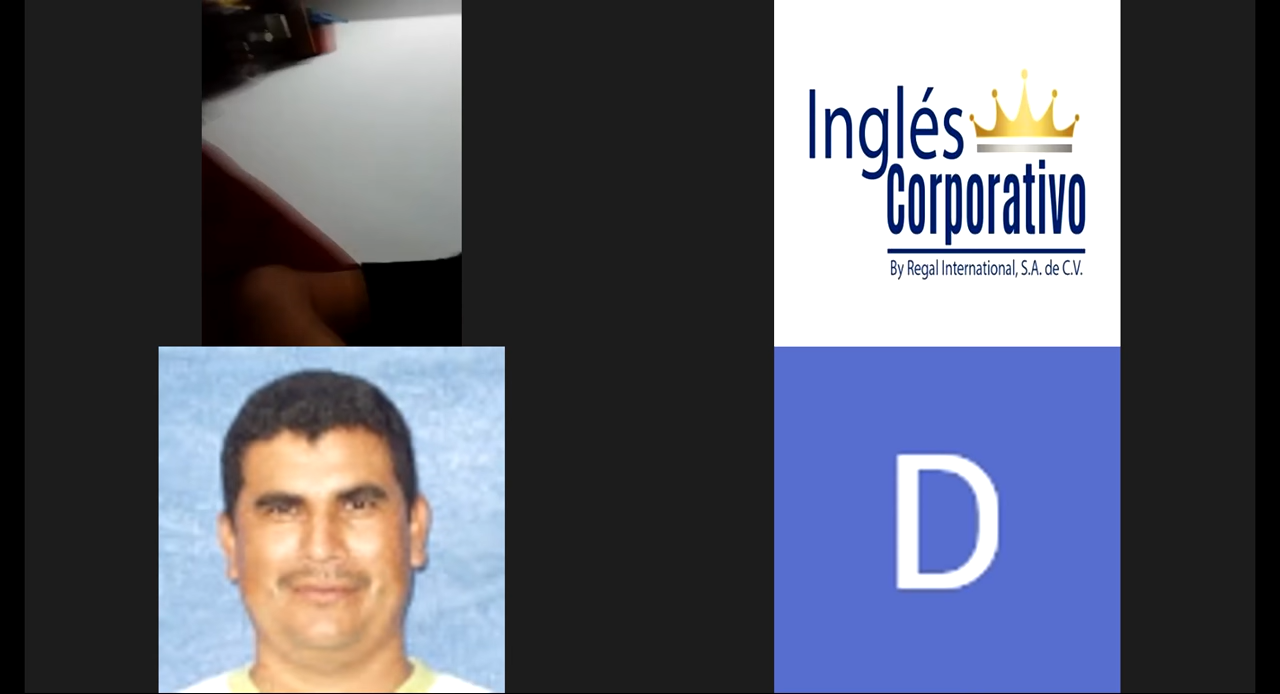 Inglés
Corporativo
By Regal International, S.A. de C.V.
D